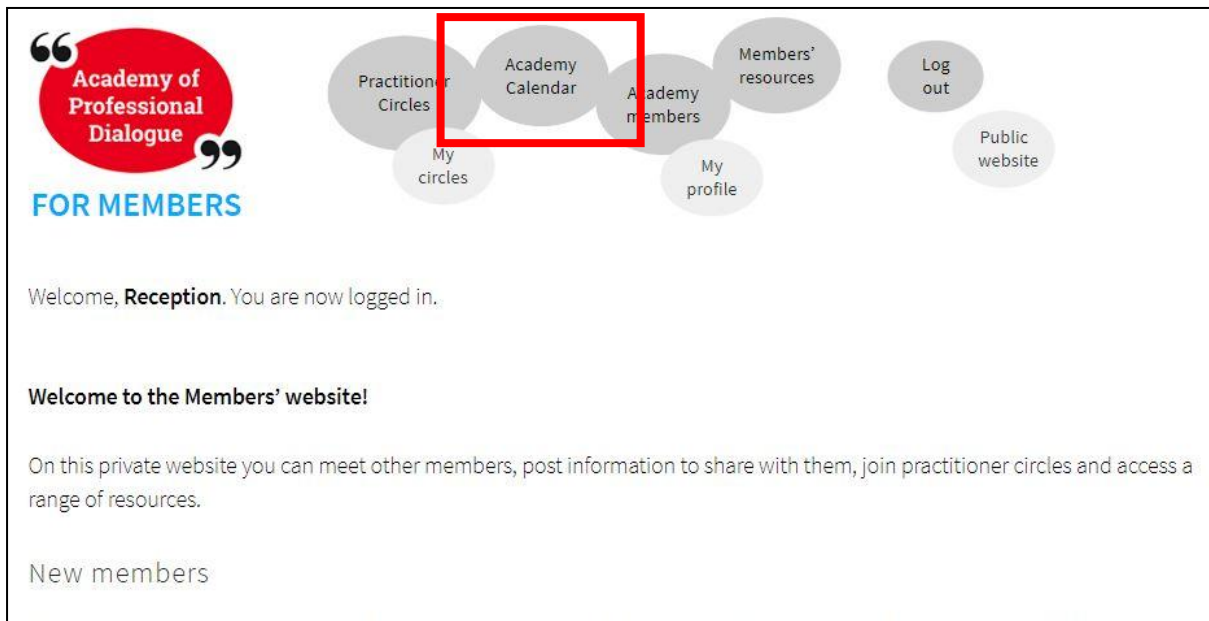 “
Academy of
Professional
Dialogue
”
FOR MEMBERS
Practitioner
Circles
My
circles
Academy
Calendar
Academy
members
My
profile
Members’
resources
Log
out
Public
website
Welcome, Reception. You are now logged in.
Welcome to the Members’ website!
On this private website you can meet other members, post information to share with them, join practitioner circles and access a
range of resources.
New members